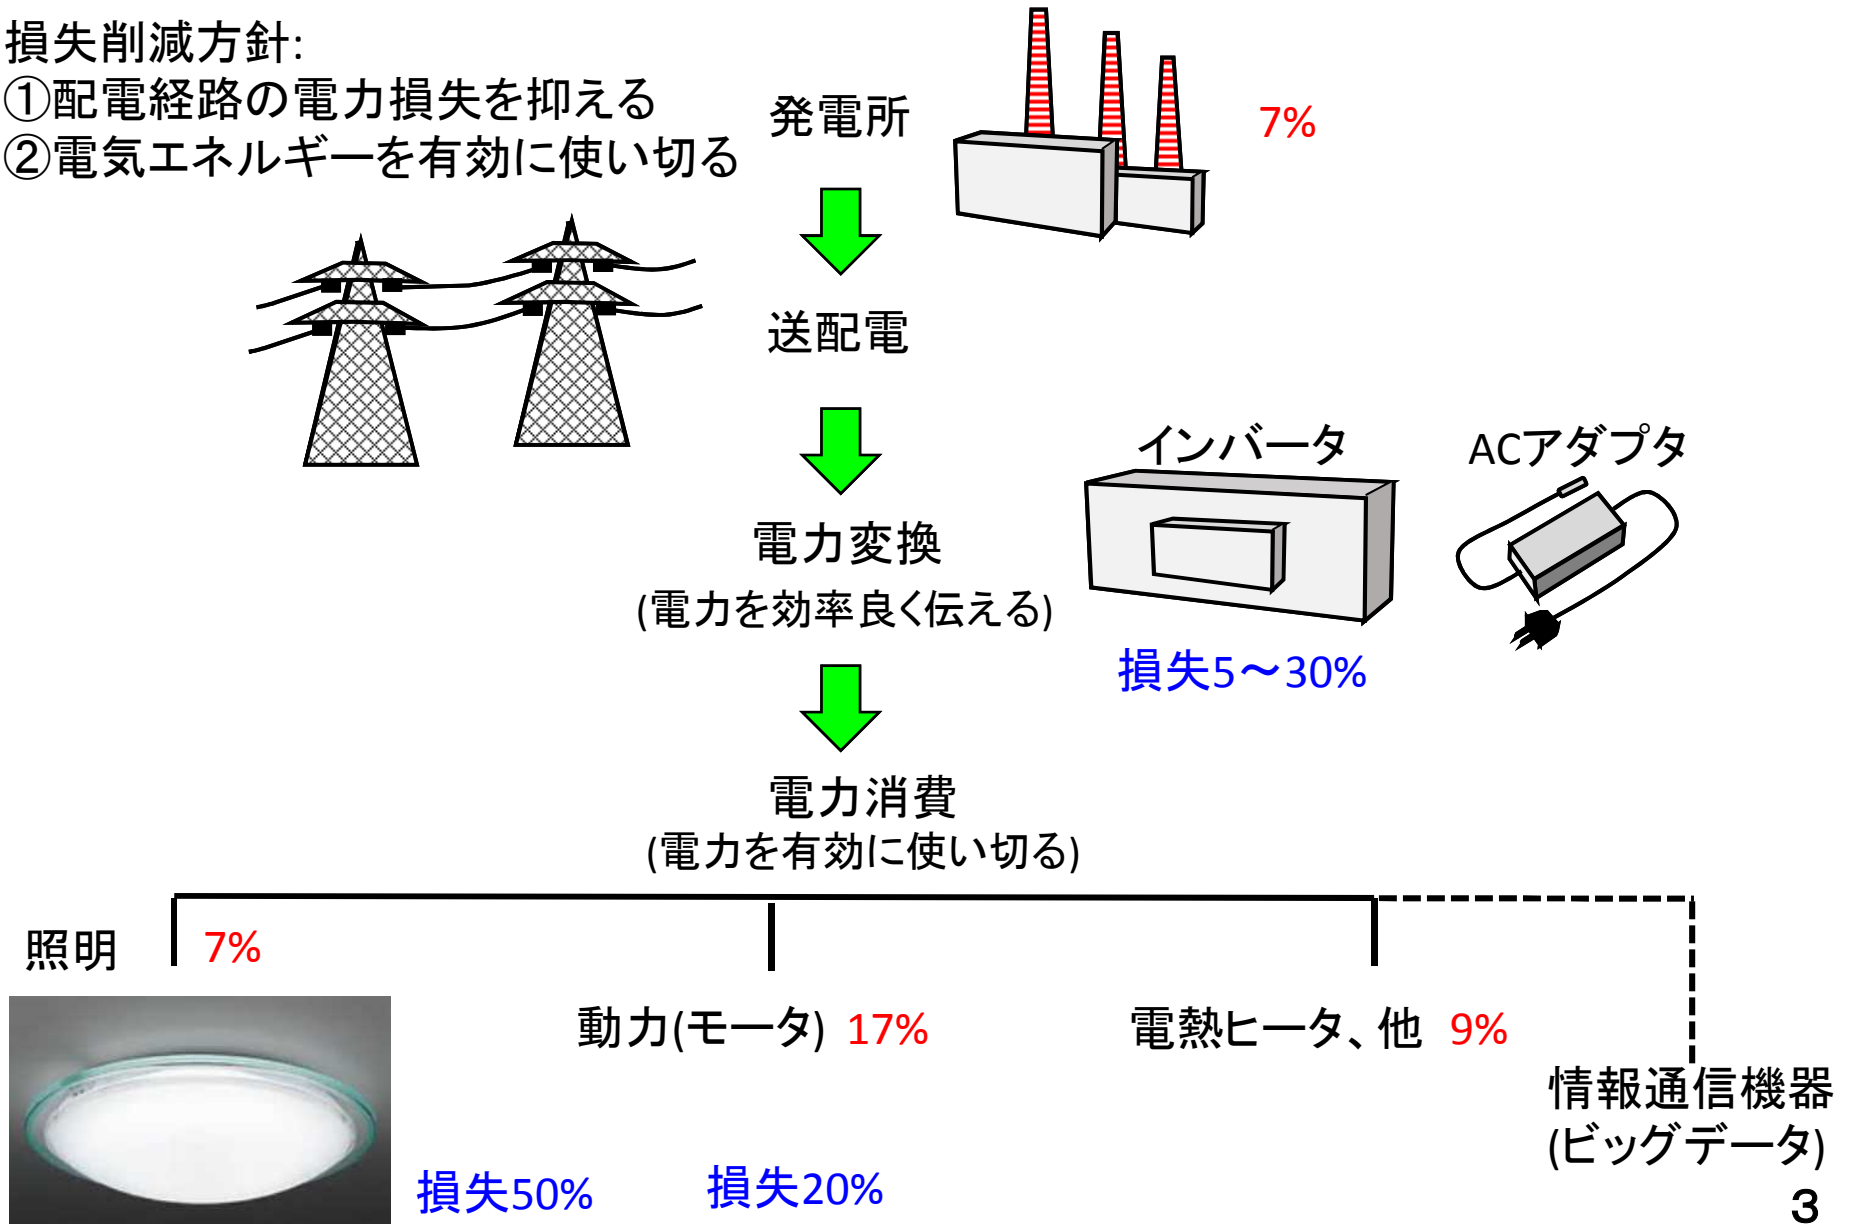 損失削減方針:
①配電経路の電力損失を抑える
②電気エネルギーを有効に使い切る
発電所
7%
送配電
インバータ
ACアダプタ
電力変換
(電力を効率良く伝える)
損失5～30%
電力消費
(電力を有効に使い切る)
照明
7%
動力(モータ) 17%
電熱ヒータ、他 9%
情報通信機器
(ビッグデータ)
損失50%
損失20%
3